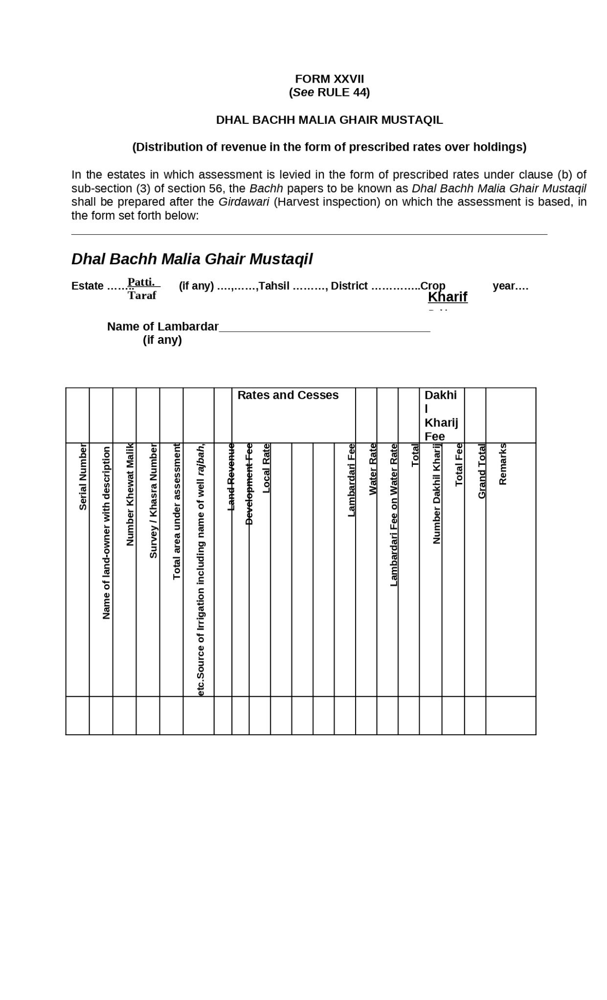 FORM XXVII
(See RULE 44)
DHAL BACHH MALIA GHAIR MUSTAQIL
(Distribution of revenue in the form of prescribed rates over holdings)
In the estates in which assessment is levied in the form of prescribed rates under clause (b) of
sub-section (3) of section 56, the Bachh papers to be known as Dhal Bachh Malia Ghair Mustaqil
shall be prepared after the Girdawari (Harvest inspection) on which the assessment is based, in
the form set forth below:
Dhal Bachh Malia Ghair Mustaqil
Estate …….. Patti. (if any) ….,……,Tahsil ………, District …………..Crop year….
Taraf
Kharif
Name of Lambardar
(if any)
Rates and Cesses
Dakhi
l
Kharij
Fee
Serial Number
Name of land-owner with description
Number Khewat Malik
Survey / Khasra Number
Total area under assessment
etc.Source of Irrigation including name of well rajbah,
Land Revenue
Development Fee
Local Rate
Lambardari Fee
Water Rate
Lambardari Fee on Water Rate
Total
Number Dakhil Kharij
Total Fee
Grand Total
Remarks